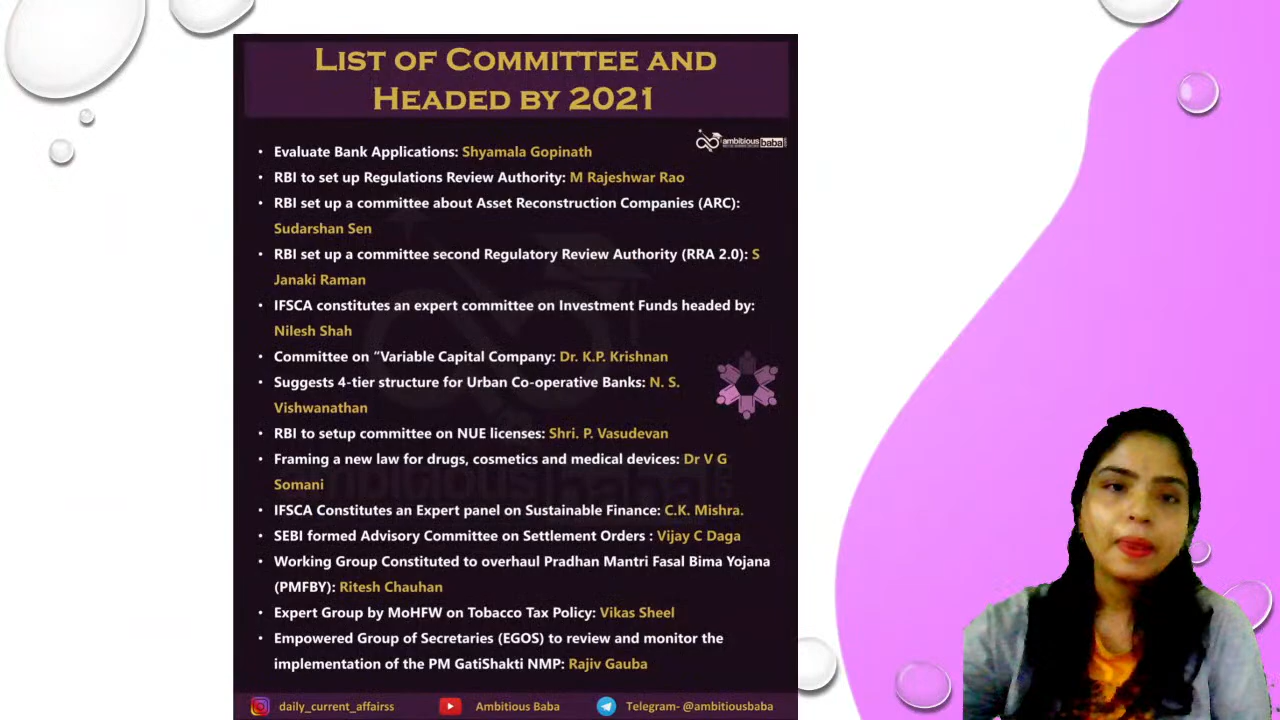 LIST OF COMMITTEE AND
HEADED BY 2021
ambitiousbaba
• Evaluate Bank Applications: Shyamala Gopinath
• RBI to set up Regulations Review Authority: M Rajeshwar Rao
• RBI set up a committee about Asset Reconstruction Companies (ARC):
Sudarshan Sen
• RBI set up a committee second Regulatory Review Authority (RRA 2.0): S
Janaki Raman
• IFSCA constitutes an expert committee on Investment Funds headed by:
Nilesh Shah
• Committee on “Variable Capital Company: Dr. K.P. Krishnan
• Suggests 4-tier structure for Urban Co-operative Banks: N. S.
Vishwanathan
• RBI to setup committee on NUE licenses: Shri. P. Vasudevan
• Framing a new law for drugs, cosmetics and medical devices: Dr V G
Somani
• IFSCA Constitutes an Expert panel on Sustainable Finance: C.K. Mishra.
• SEBI formed Advisory Committee on Settlement Orders : Vijay C Daga
• Working Group Constituted to overhaul Pradhan Mantri Fasal Bima Yojana
(PMFBY): Ritesh Chauhan
• Expert Group by MoHFW on Tobacco Tax Policy: Vikas Sheel
• Empowered Group of Secretaries (EGOS) to review and monitor the
implementation of the PM GatiShakti NMP: Rajiv Gauba
daily_current_affairss Ambitious Baba Telegram- @ambitiousbaba